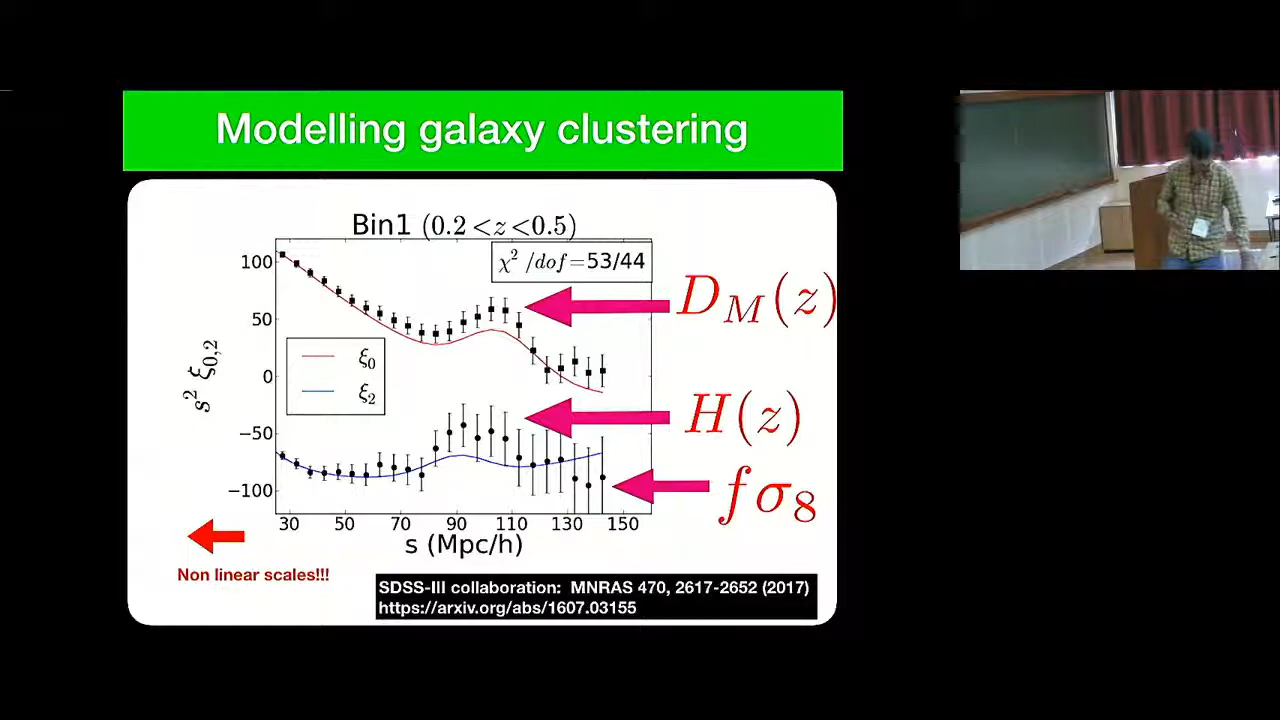 Modelling galaxy clustering
Bin1 (0.2 < z < 0.5)
χ² /dof=53/44
100
50
0
−50
−100
s² ξ0,2
ξ0
ξ2
30 50 70 90 110 130 150
s (Mpc/h)
D_M(z)
H(z)
fσ8
Non linear scales!!!
SDSS-III collaboration: MNRAS 470, 2617-2652 (2017)
https://arxiv.org/abs/1607.03155